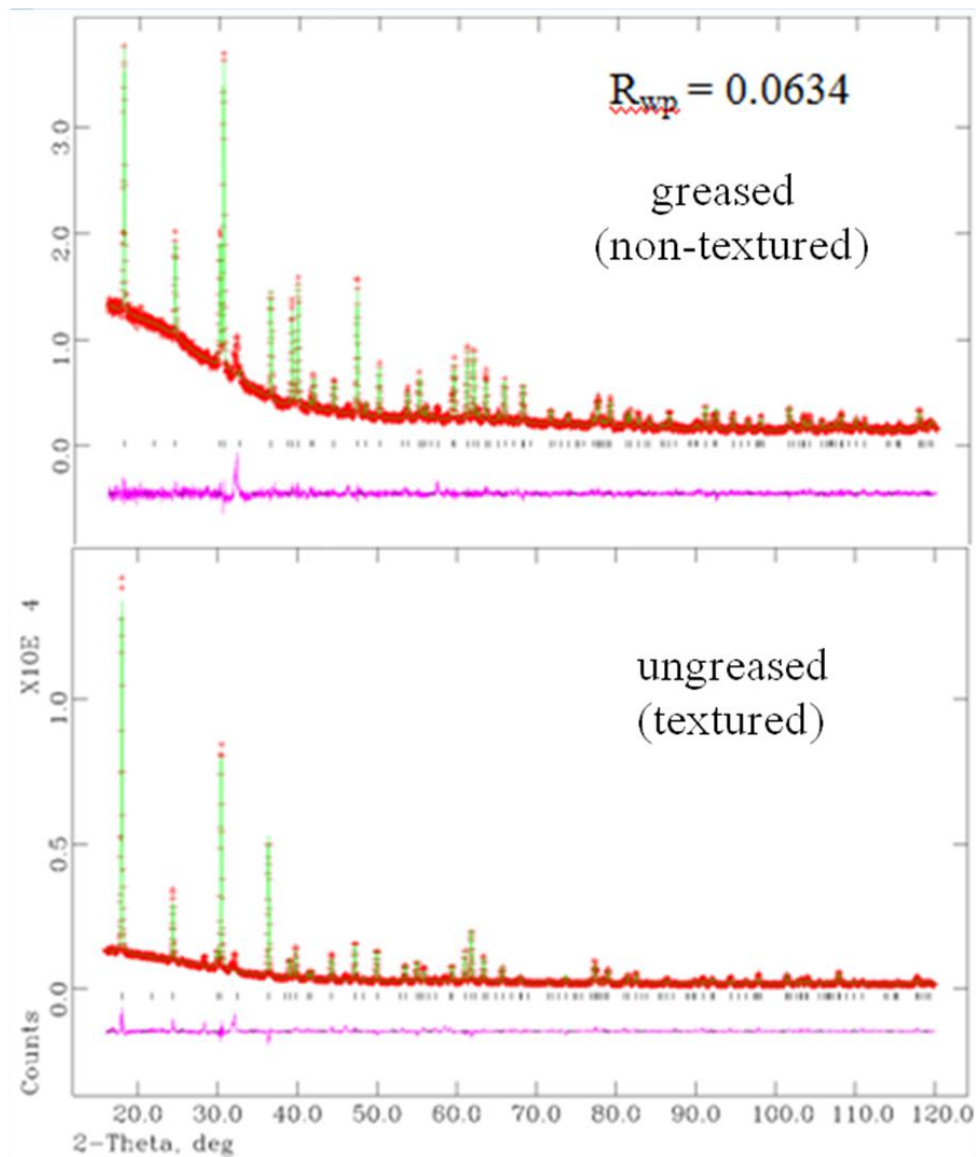 R_wp = 0.0634
greased
(non-textured)
3.0
2.0
1.0
0.0
ungreased
(textured)
X10E 4
1.0
0.5
0.0
Counts
20.0 30.0 40.0 50.0 60.0 70.0 80.0 90.0 100.0 110.0 120.0
2-Theta, deg